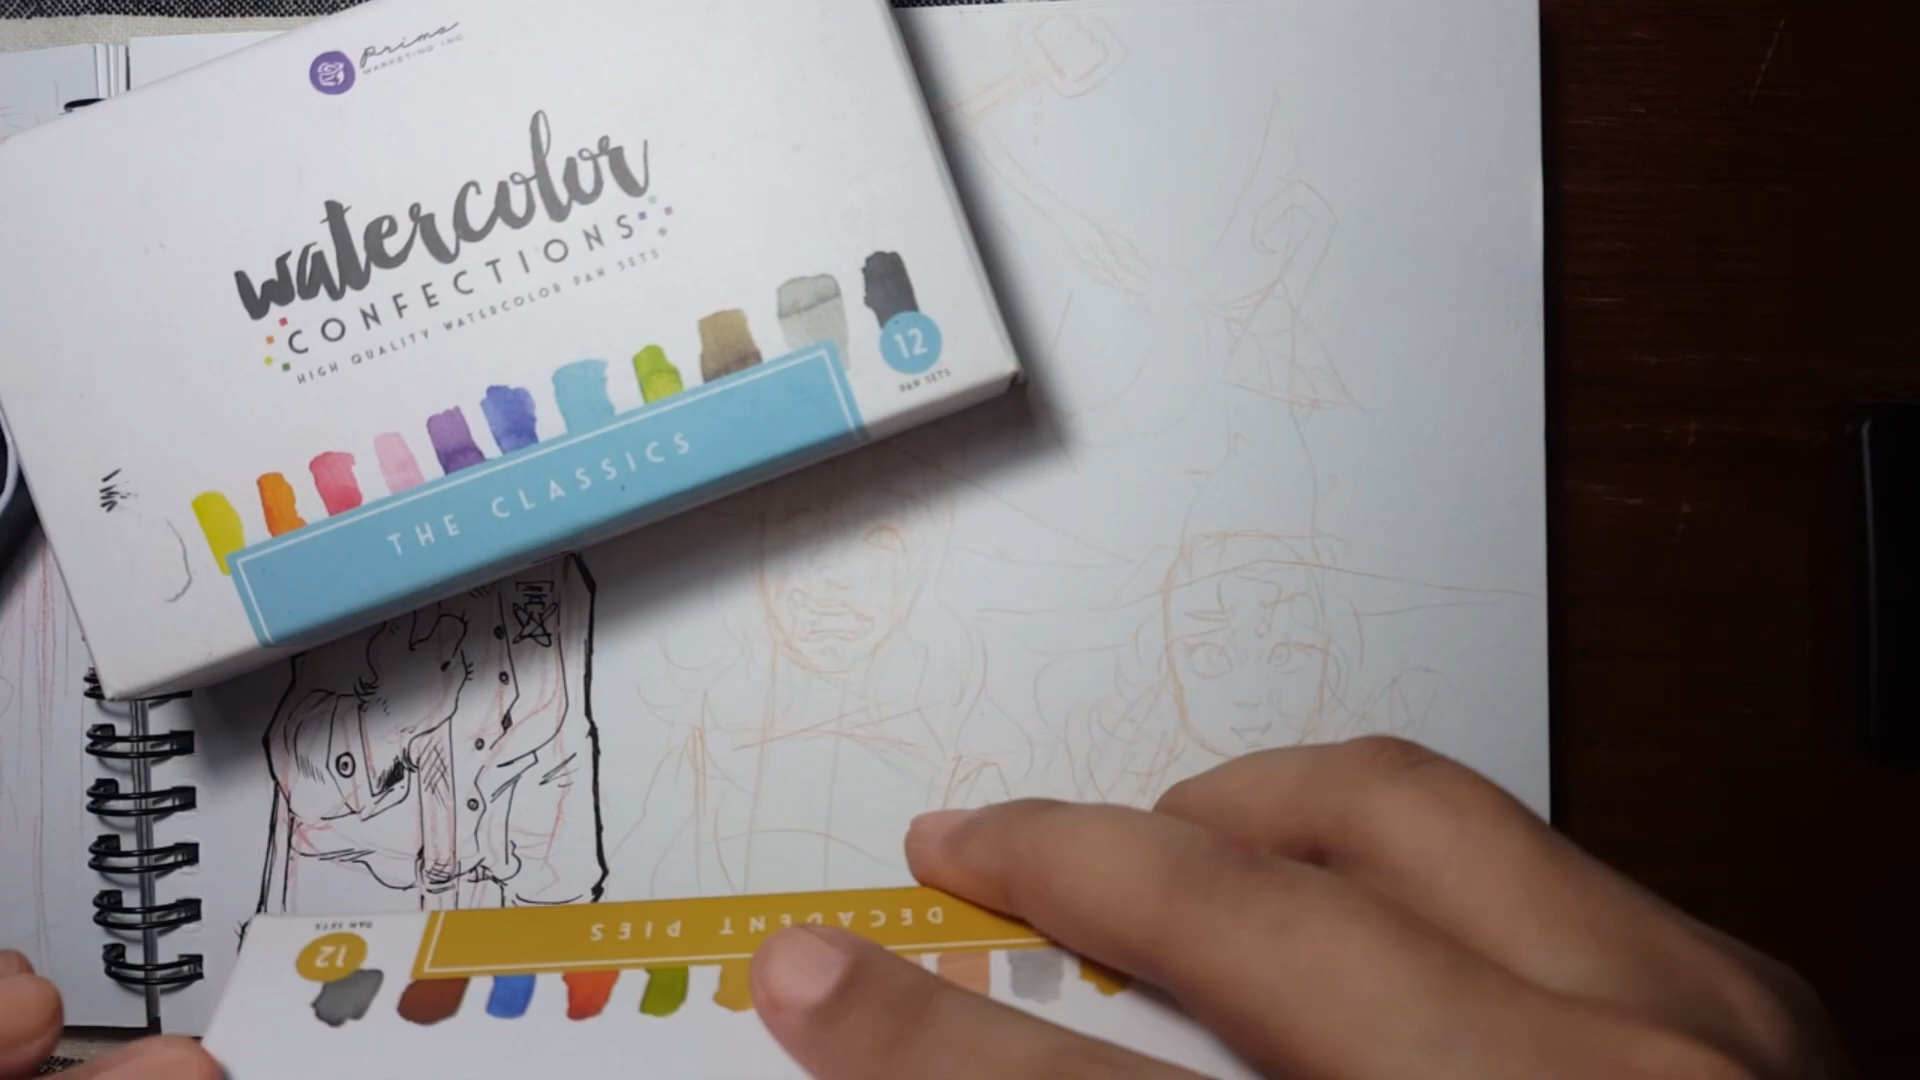 prima
MARKETING INC
watercolor
CONFECTIONS
HIGH QUALITY WATERCOLOR PAN SETS
12
PAN SETS
THE CLASSICS
DECADENT PIES
12
PAN SETS